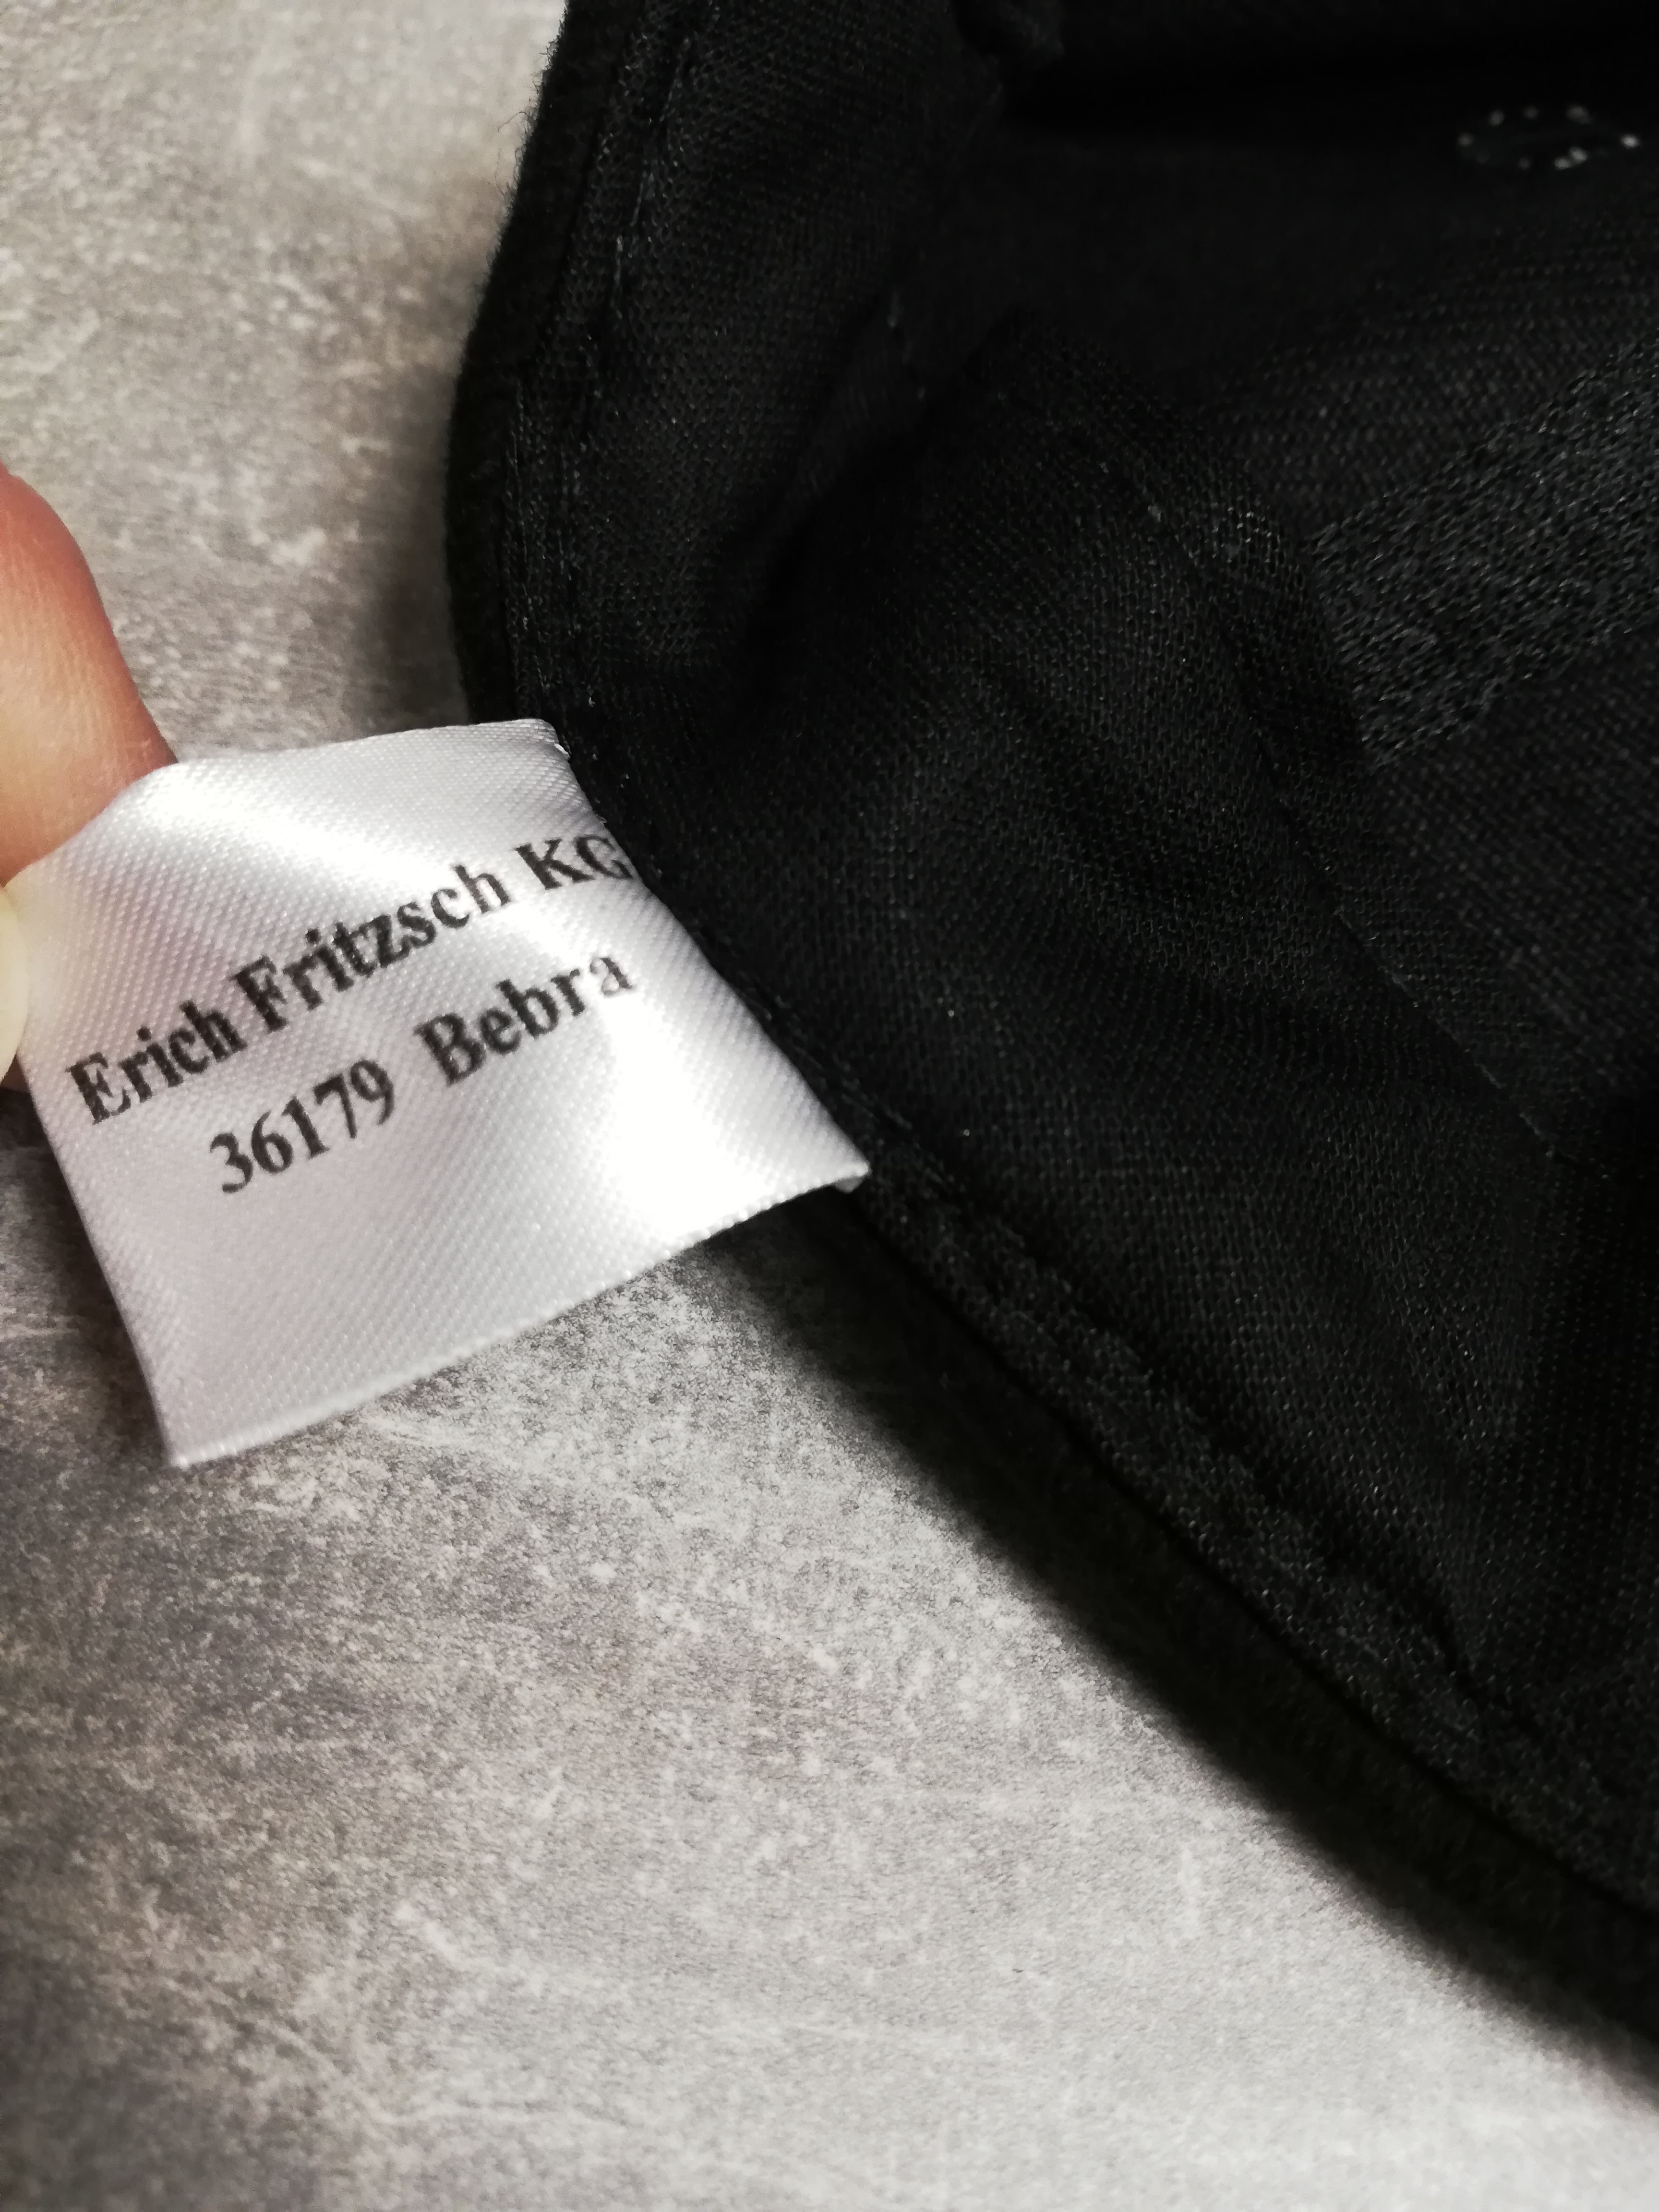 Erich Fritzsch KG
36179 Bebra